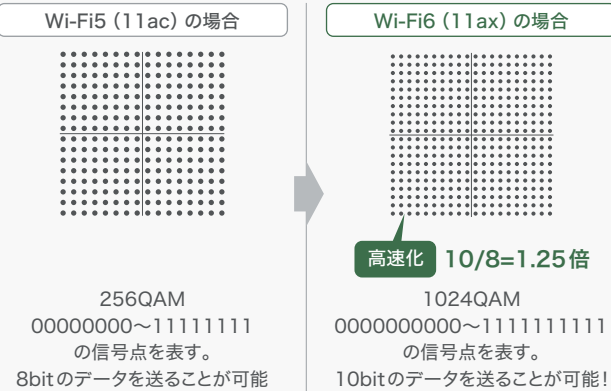 Wi-Fi5（11ac）の場合
256QAM
00000000～11111111
の信号点を表す。
8bitのデータを送ることが可能
Wi-Fi6（11ax）の場合
高速化 10/8=1.25倍
1024QAM
0000000000～1111111111
の信号点を表す。
10bitのデータを送ることが可能！